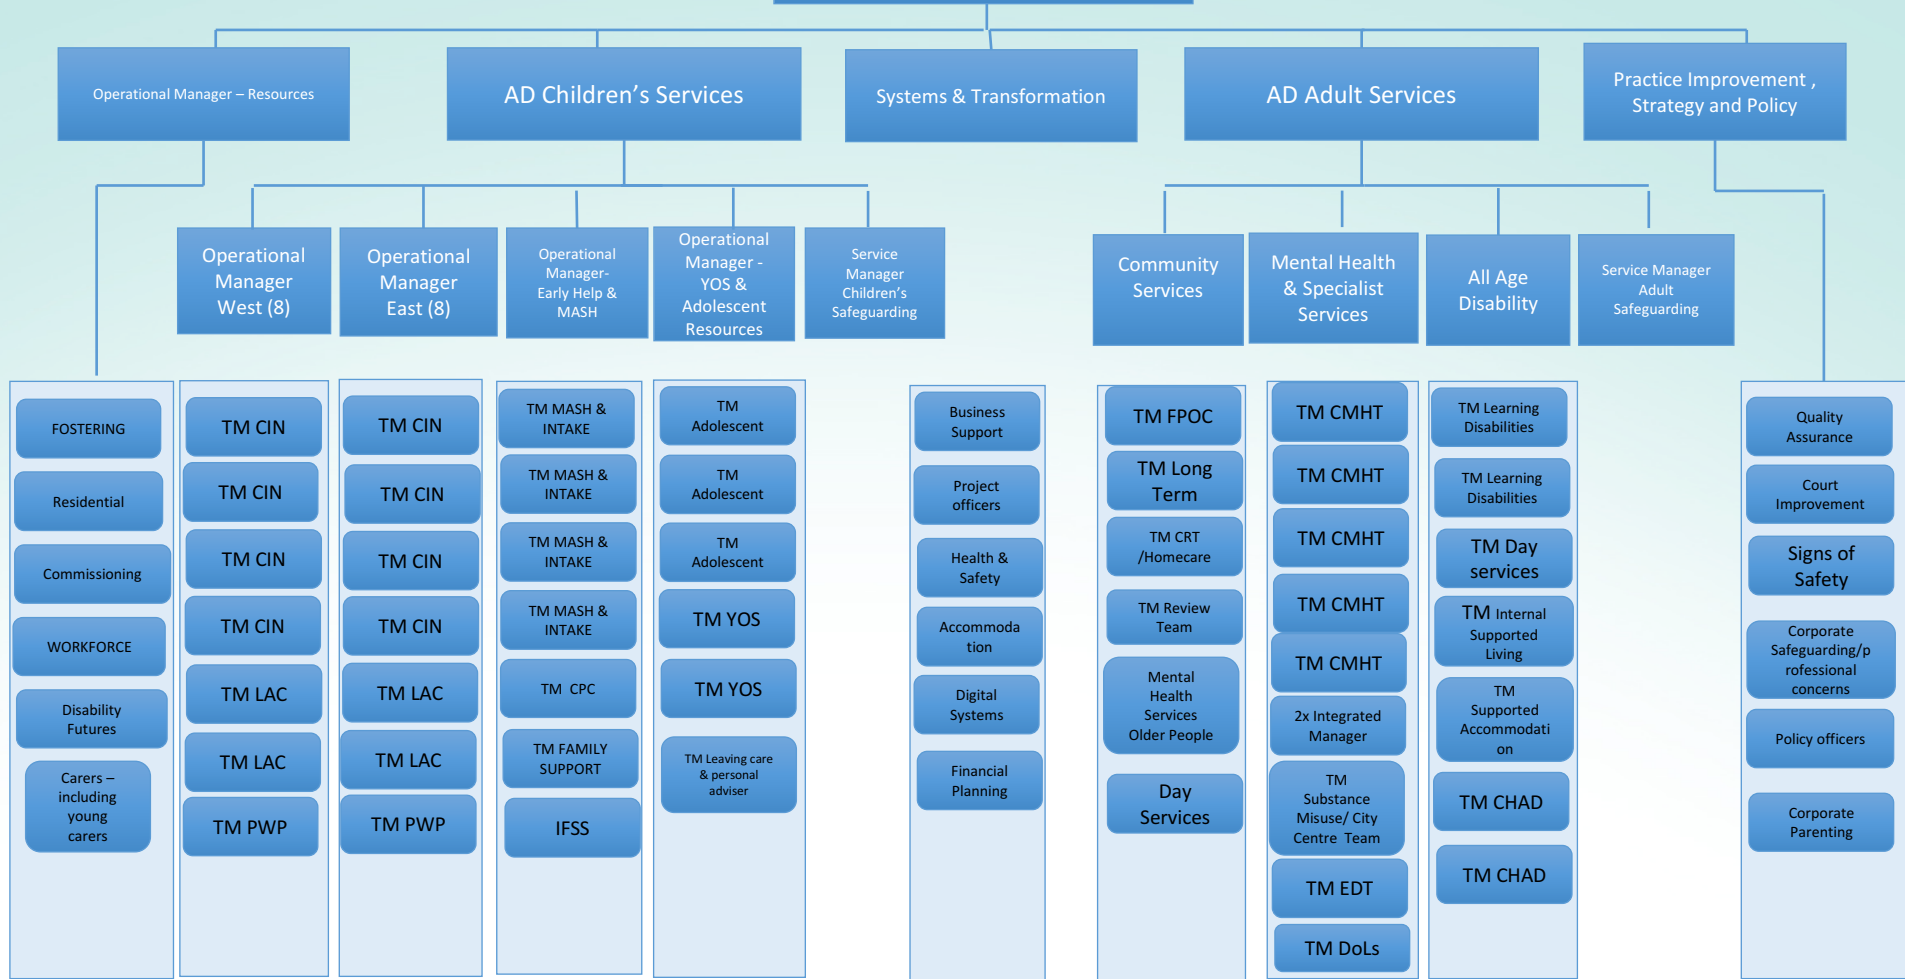 Operational Manager – Resources
AD Children's Services
Systems & Transformation
AD Adult Services
Practice Improvement ,
Strategy and Policy
Operational
Manager
West (8)
Operational
Manager
East (8)
Operational
Manager-
Early Help &
MASH
Operational
Manager -
YOS &
Adolescent
Resources
Service
Manager
Children's
Safeguarding
Community
Services
Mental Health
& Specialist
Services
All Age
Disability
Service Manager
Adult
Safeguarding
FOSTERING
Residential
Commissioning
WORKFORCE
Disability
Futures
Carers –
including
young
carers
TM CIN
TM CIN
TM CIN
TM CIN
TM LAC
TM LAC
TM PWP
TM CIN
TM CIN
TM CIN
TM CIN
TM LAC
TM LAC
TM PWP
TM MASH &
INTAKE
TM MASH &
INTAKE
TM MASH &
INTAKE
TM MASH &
INTAKE
TM CPC
TM FAMILY
SUPPORT
IFSS
TM
Adolescent
TM
Adolescent
TM
Adolescent
TM YOS
TM YOS
TM Leaving care
& personal
adviser
Business
Support
Project
officers
Health &
Safety
Accommoda
tion
Digital
Systems
Financial
Planning
TM FPOC
TM Long
Term
TM CRT
/Homecare
TM Review
Team
Mental
Health
Services
Older People
Day
Services
TM CMHT
TM CMHT
TM CMHT
TM CMHT
TM CMHT
2x Integrated
Manager
TM
Substance
Misuse/ City
Centre Team
TM EDT
TM DoLs
TM Learning
Disabilities
TM Learning
Disabilities
TM Day
services
TM Internal
Supported
Living
TM
Supported
Accommodati
on
TM CHAD
TM CHAD
Quality
Assurance
Court
Improvement
Signs of
Safety
Corporate
Safeguarding/p
rofessional
concerns
Policy officers
Corporate
Parenting